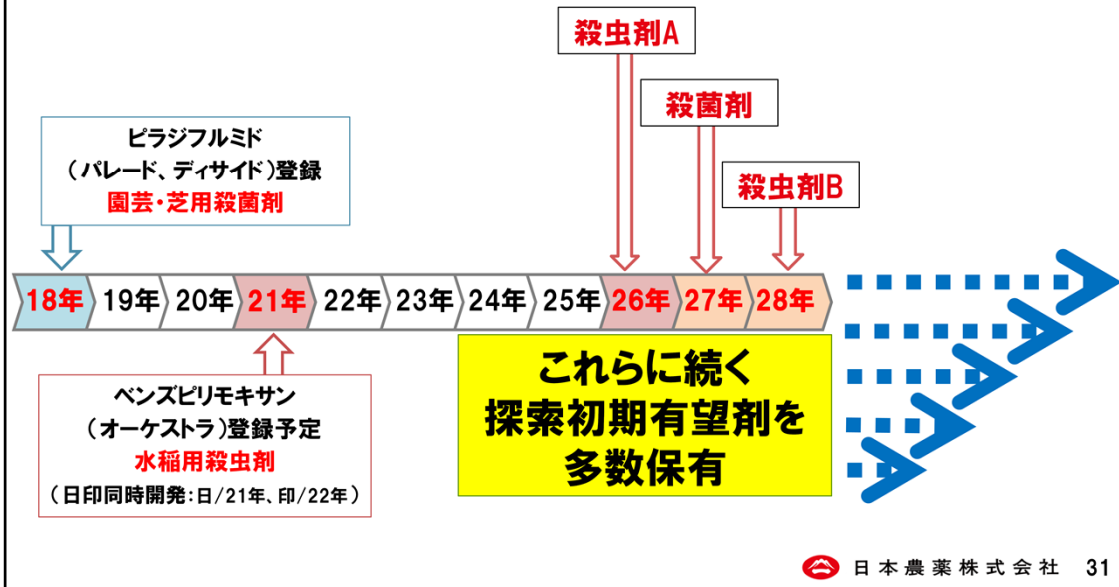 殺虫剤A
殺菌剤
殺虫剤B
ピラジフルミド
（パレード、ディサイド）登録
園芸・芝用殺菌剤
18年 19年 20年 21年 22年 23年 24年 25年 26年 27年 28年
ベンズピリモキサン
（オーケストラ）登録予定
水稲用殺虫剤
（日印同時開発：日/21年、印/22年）
これらに続く
探索初期有望剤を
多数保有
日本農薬株式会社 31